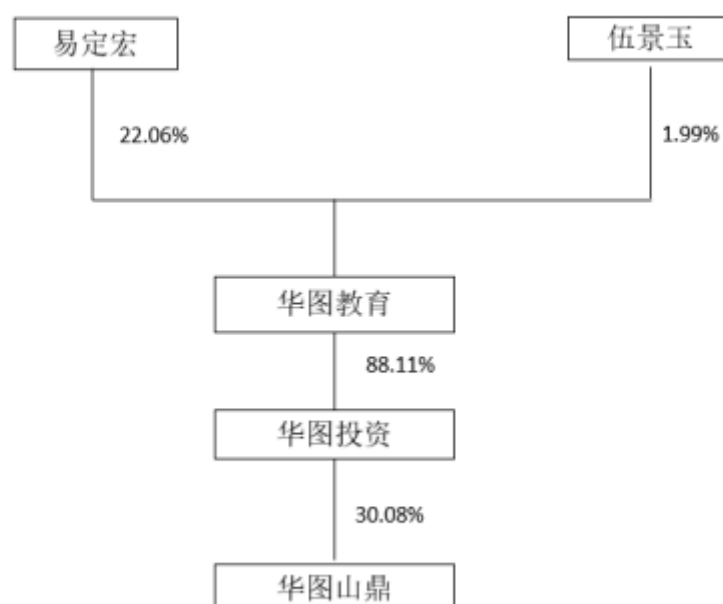 易定宏
伍景玉
22.06%
1.99%
华图教育
88.11%
华图投资
30.08%
华图山鼎